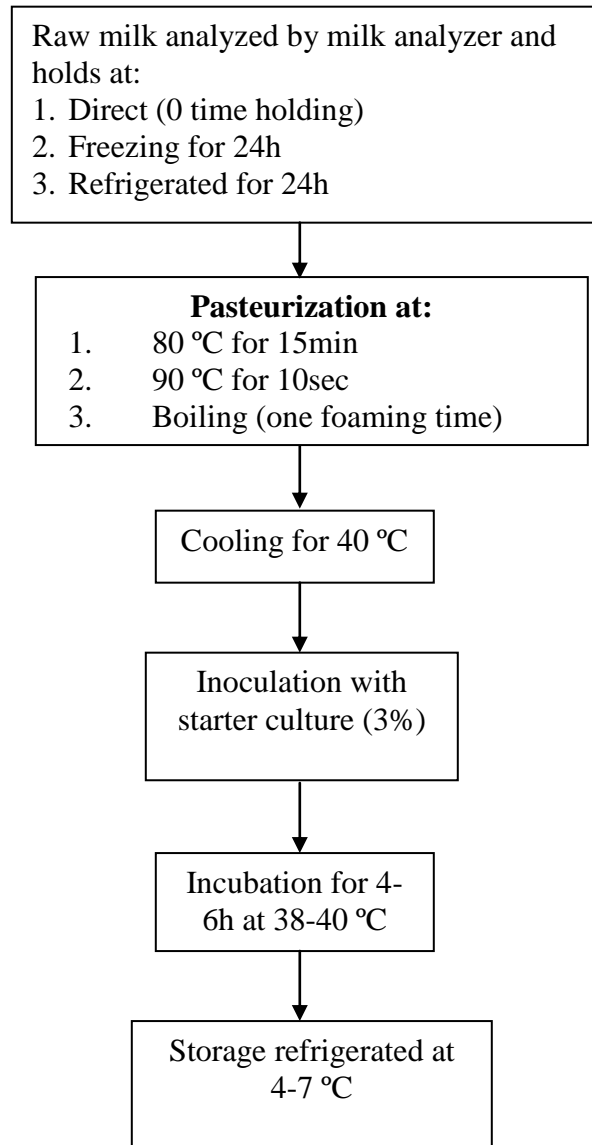 Raw milk analyzed by milk analyzer and
holds at:
1. Direct (0 time holding)
2. Freezing for 24h
3. Refrigerated for 24h
Pasteurization at:
1. 80 ºC for 15min
2. 90 ºC for 10sec
3. Boiling (one foaming time)
Cooling for 40 ºC
Inoculation with
starter culture (3%)
Incubation for 4-
6h at 38-40 ºC
Storage refrigerated at
4-7 ºC